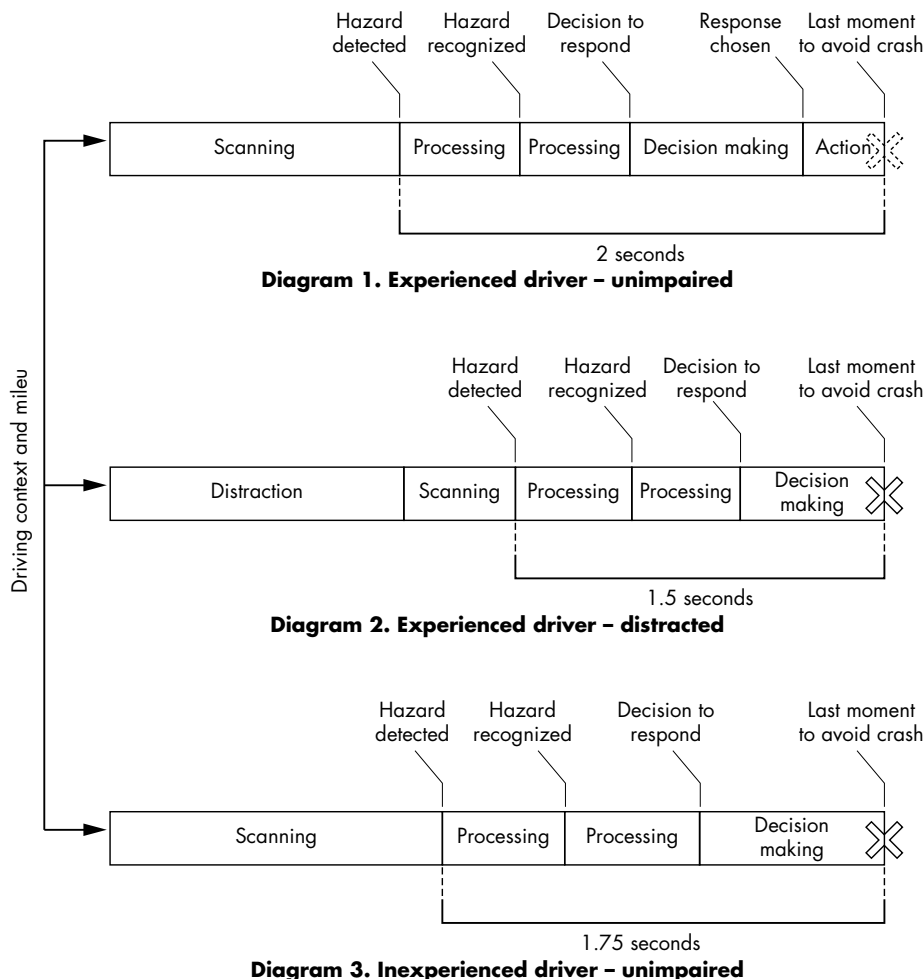 Hazard
detected
Hazard
recognized
Decision to
respond
Response
chosen
Last moment
to avoid crash
Scanning
Processing
Processing
Decision making
Action
2 seconds
Diagram 1. Experienced driver – unimpaired
Driving context and mileu
Hazard
detected
Hazard
recognized
Decision to
respond
Last moment
to avoid crash
Distraction
Scanning
Processing
Processing
Decision
making
1.5 seconds
Diagram 2. Experienced driver – distracted
Hazard
detected
Hazard
recognized
Decision to
respond
Last moment
to avoid crash
Scanning
Processing
Processing
Decision
making
1.75 seconds
Diagram 3. Inexperienced driver – unimpaired